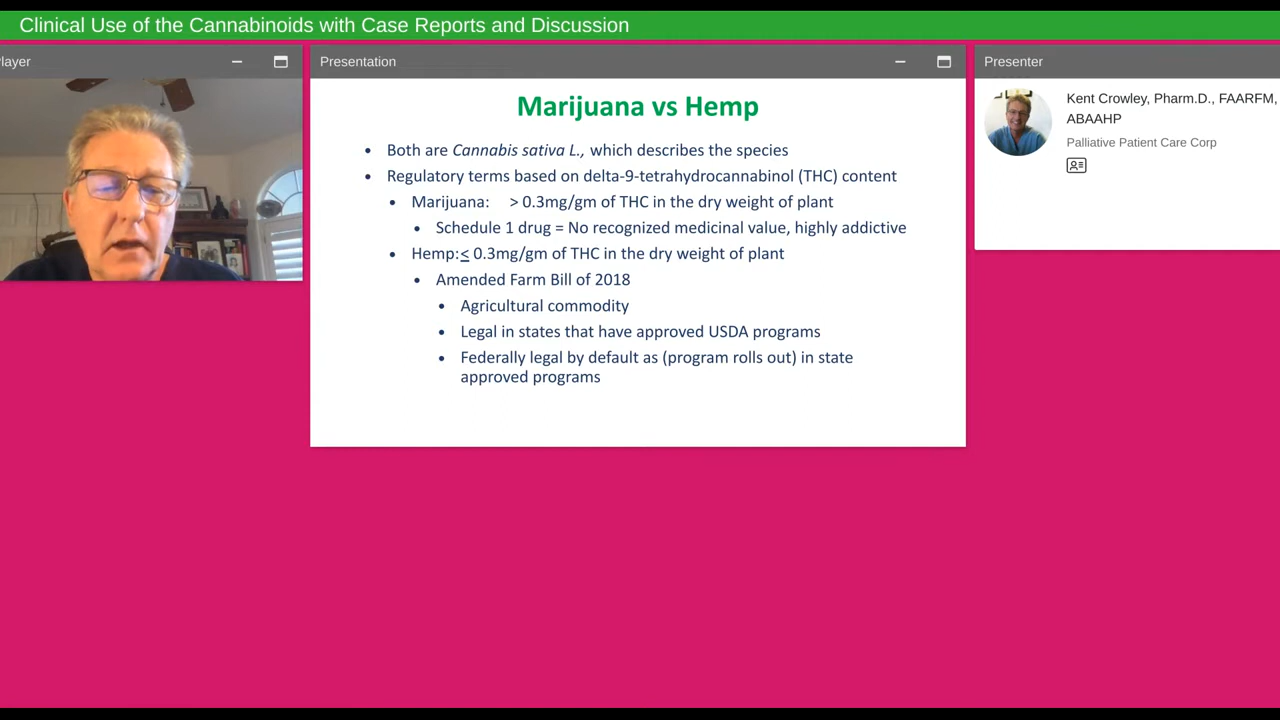 Clinical Use of the Cannabinoids with Case Reports and Discussion
layer
Presentation
Presenter
Marijuana vs Hemp
• Both are Cannabis sativa L., which describes the species
• Regulatory terms based on delta-9-tetrahydrocannabinol (THC) content
• Marijuana: > 0.3mg/gm of THC in the dry weight of plant
• Schedule 1 drug = No recognized medicinal value, highly addictive
• Hemp: ≤ 0.3mg/gm of THC in the dry weight of plant
• Amended Farm Bill of 2018
• Agricultural commodity
• Legal in states that have approved USDA programs
• Federally legal by default as (program rolls out) in state
approved programs
Kent Crowley, Pharm.D., FAARFM,
ABAAHP
Palliative Patient Care Corp